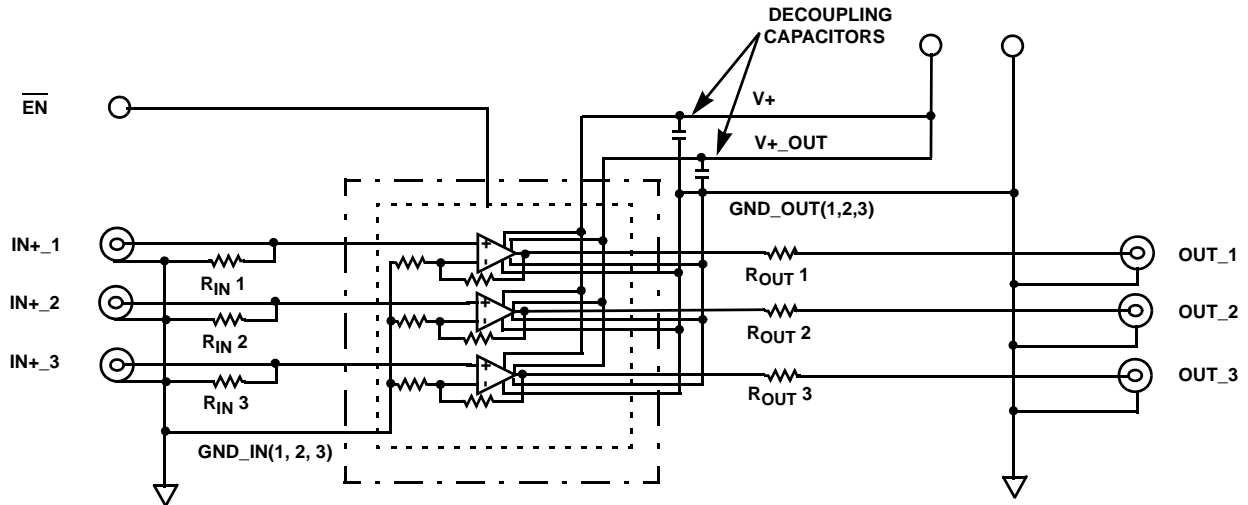 DECOUPLING
CAPACITORS
EN
V+
V+_OUT
GND_OUT(1,2,3)
IN+_1
RIN 1
ROUT 1
OUT_1
IN+_2
RIN 2
ROUT 2
OUT_2
IN+_3
RIN 3
ROUT 3
OUT_3
GND_IN(1, 2, 3)
+
-
+
-
+
-